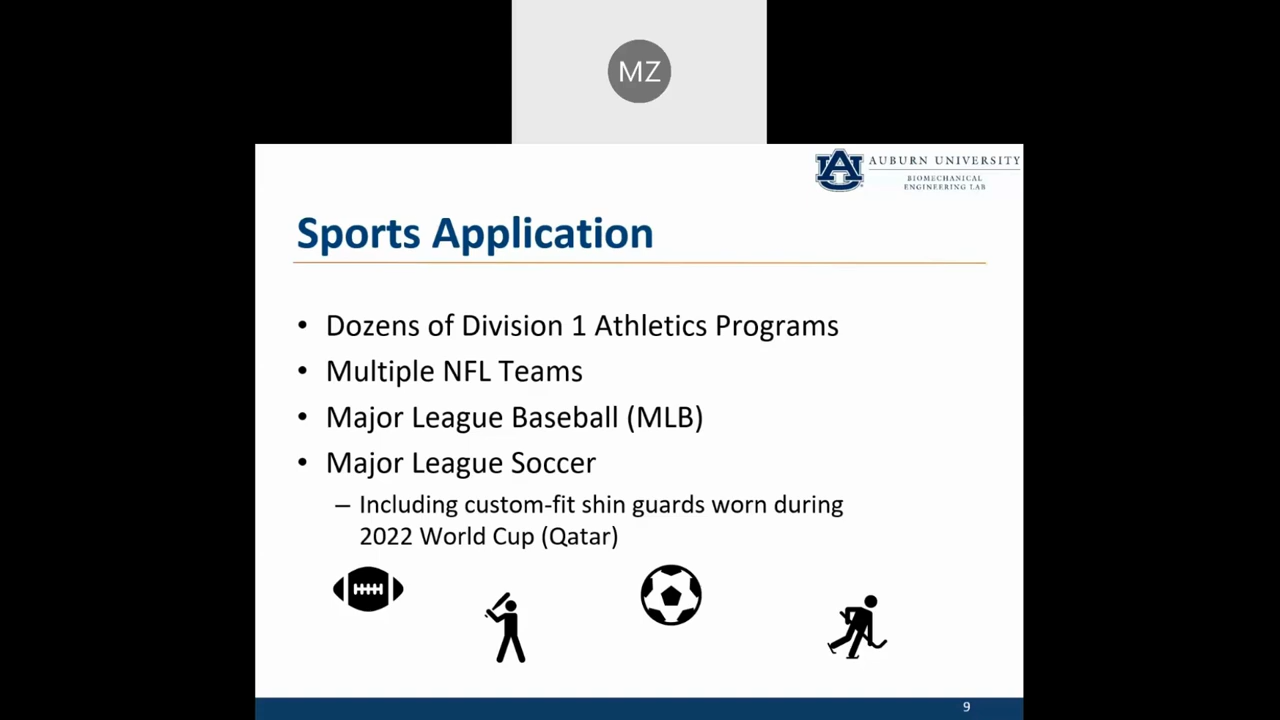 MZ
AUBURN UNIVERSITY
BIOMECHANICAL
ENGINEERING LAB
Sports Application
• Dozens of Division 1 Athletics Programs
• Multiple NFL Teams
• Major League Baseball (MLB)
• Major League Soccer
– Including custom-fit shin guards worn during
2022 World Cup (Qatar)
9